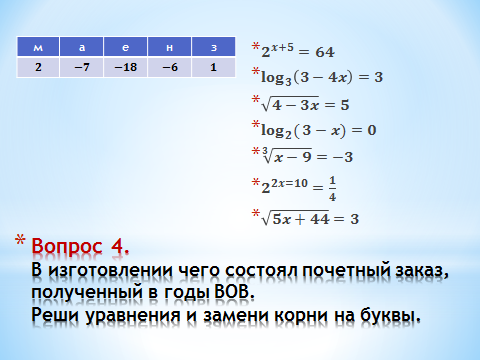 м а е н з
2 −7 −18 −6 1
* 2^{x+5} = 64
* log₃(3 − 4x) = 3
* √(4 − 3x) = 5
* log₂(3 − x) = 0
* ∛(x − 9) = −3
* 2^{2x=10} = 1/4
* √(5x + 44) = 3
* Вопрос 4.
В изготовлении чего состоял почетный заказ,
полученный в годы ВОВ.
Реши уравнения и замени корни на буквы.